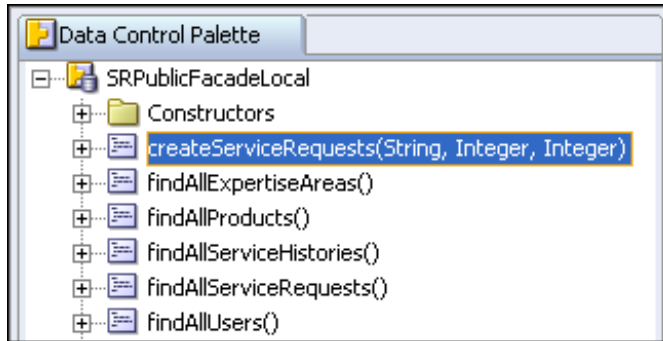 Data Control Palette
SRPublicFacadeLocal
Constructors
createServiceRequests(String, Integer, Integer)
findAllExpertiseAreas()
findAllProducts()
findAllServiceHistories()
findAllServiceRequests()
findAllUsers()